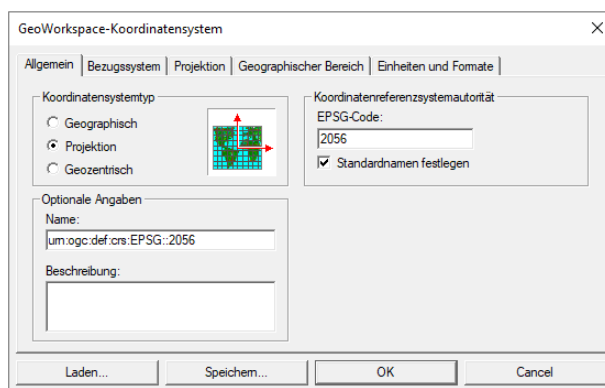 GeoWorkspace-Koordinatensystem
Allgemein Bezugssystem Projektion Geographischer Bereich Einheiten und Formate
Koordinatensystemtyp
Geographisch
Projektion
Geozentrisch
Koordinatenreferenzsystemautorität
EPSG-Code:
2056
Standardnamen festlegen
Optionale Angaben
Name:
urn:ogc:def:crs:EPSG::2056
Beschreibung:
Laden... Speichern... OK Cancel